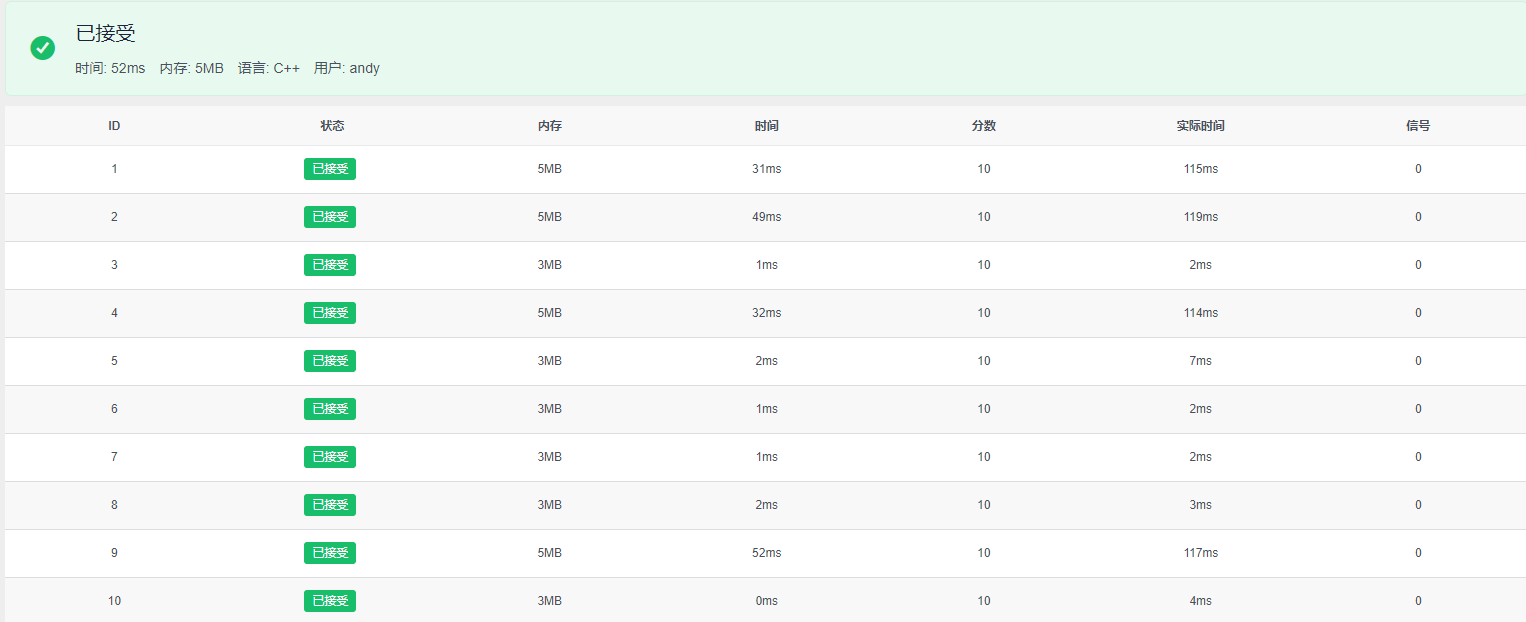 已接受
时间: 52ms 内存: 5MB 语言: C++ 用户: andy
ID 状态 内存 时间 分数 实际时间 信号
1 已接受 5MB 31ms 10 115ms 0
2 已接受 5MB 49ms 10 119ms 0
3 已接受 3MB 1ms 10 2ms 0
4 已接受 5MB 32ms 10 114ms 0
5 已接受 3MB 2ms 10 7ms 0
6 已接受 3MB 1ms 10 2ms 0
7 已接受 3MB 1ms 10 2ms 0
8 已接受 3MB 2ms 10 3ms 0
9 已接受 5MB 52ms 10 117ms 0
10 已接受 3MB 0ms 10 4ms 0